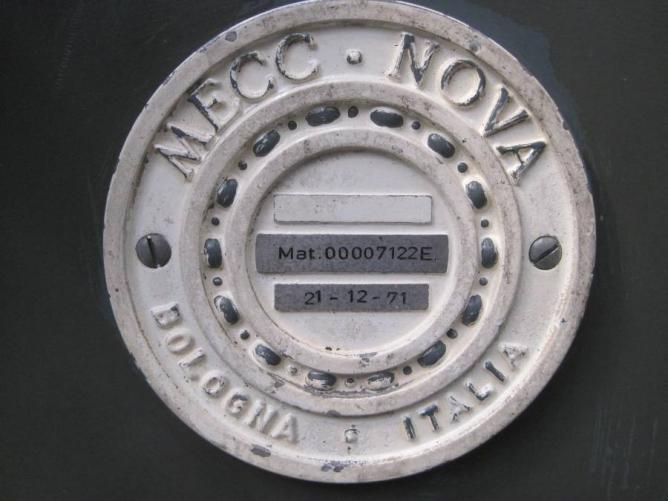 MECC · NOVA
Mat.00007122E
21 - 12 - 71
BOLOGNA · ITALIA